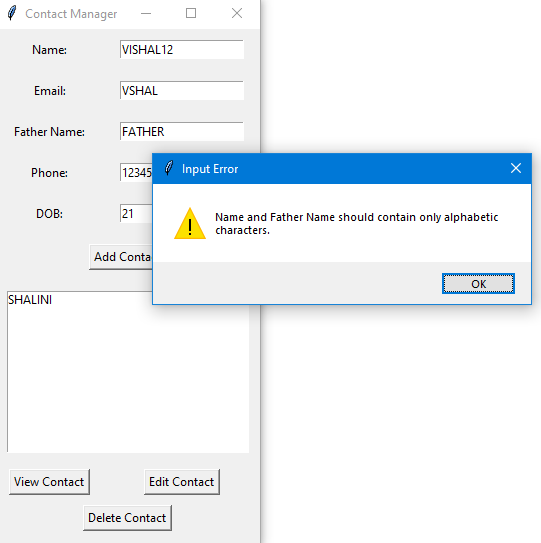 Contact Manager
Name: VISHAL12
Email: VSHAL
Father Name: FATHER
Phone: 12345
DOB: 21
Input Error
Name and Father Name should contain only alphabetic
characters.
OK
Add Conta
SHALINI
View Contact Edit Contact
Delete Contact